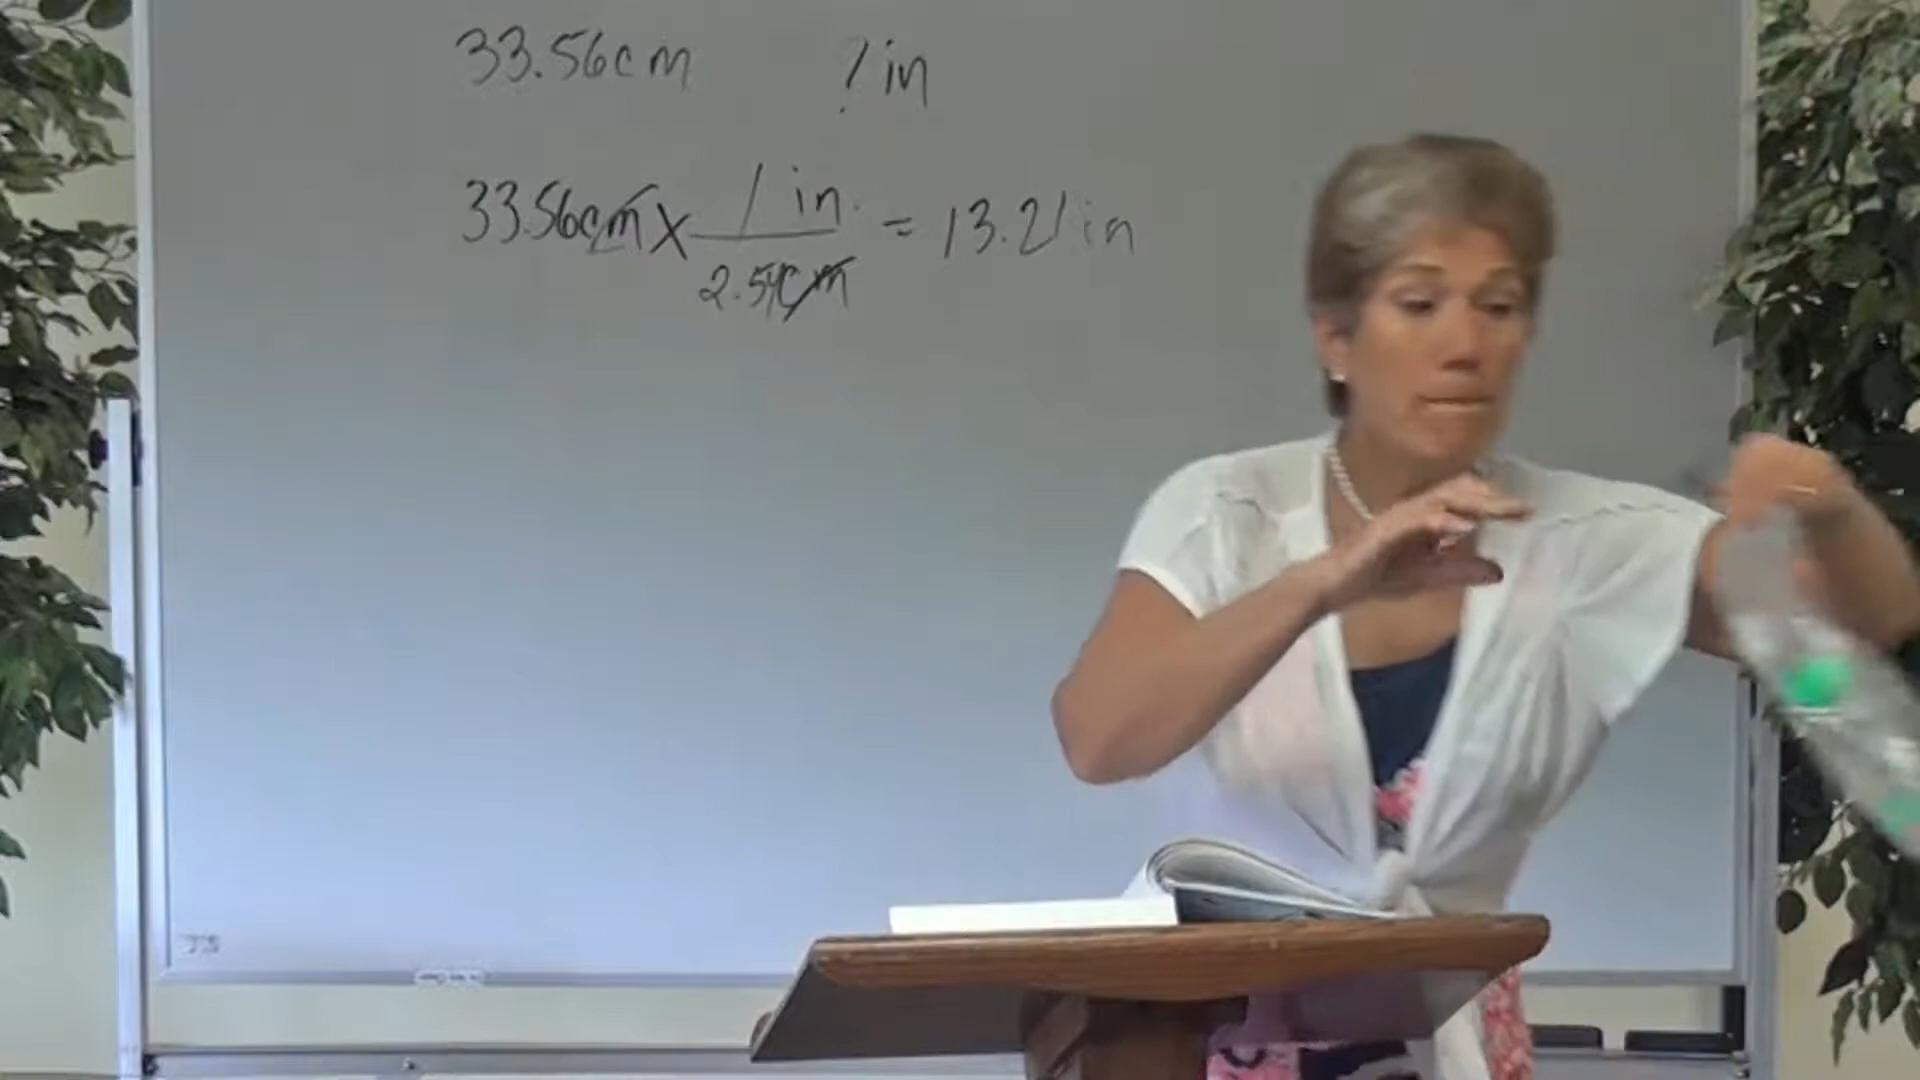 33.56cm ? in
33.56cm x 1 in. = 13.21 in
2.54cm